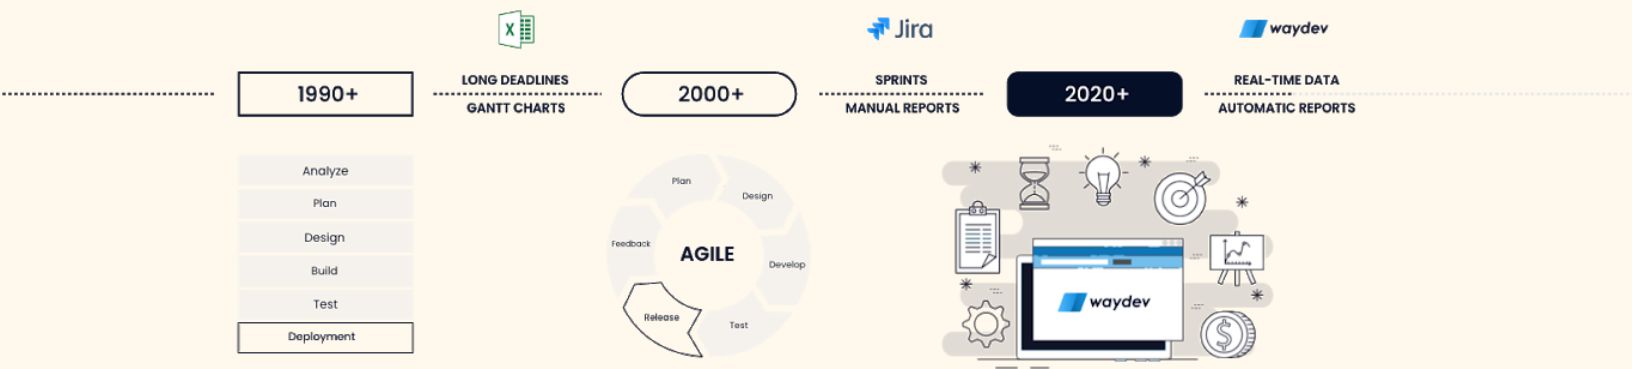 X
Jira
waydev
1990+
LONG DEADLINES
GANTT CHARTS
2000+
SPRINTS
MANUAL REPORTS
2020+
REAL-TIME DATA
AUTOMATIC REPORTS
Analyze
Plan
Design
Build
Test
Deployment
Plan
Design
Develop
Test
Release
Feedback
AGILE
waydev
$